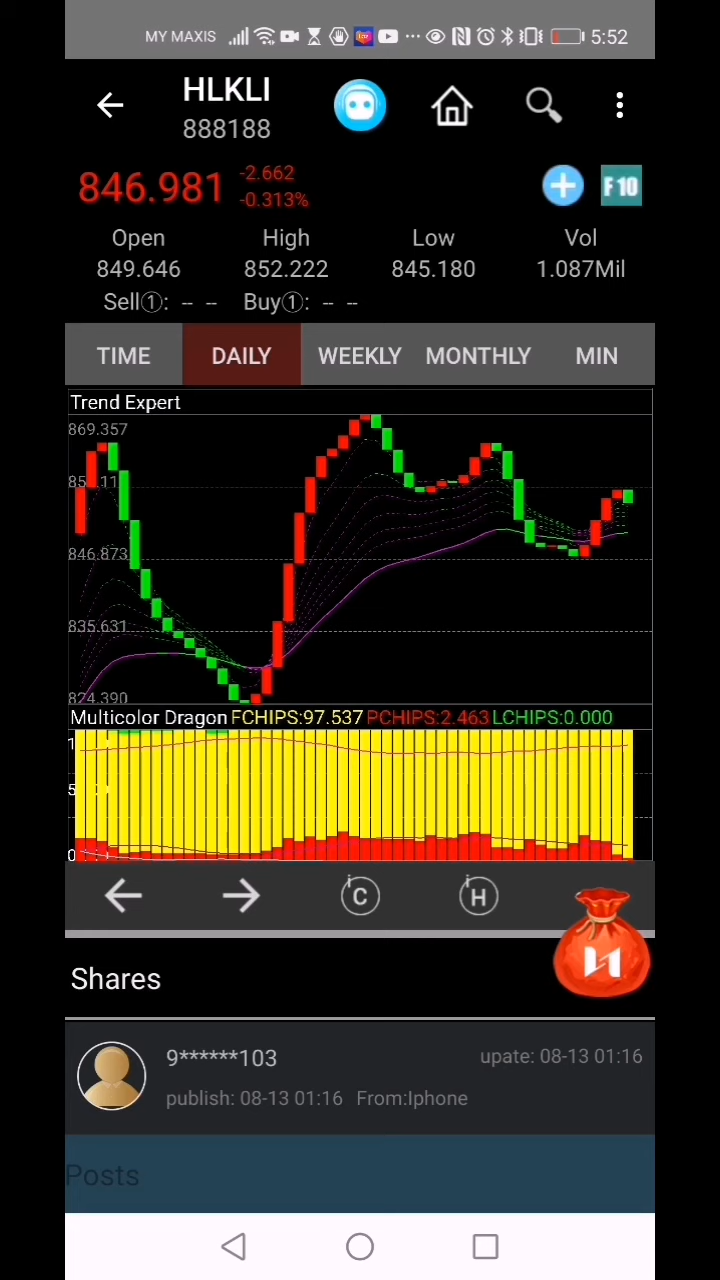 MY MAXIS 5:52
HLKLI
888188
846.981 -2.662
-0.313%
F10
Open High Low Vol
849.646 852.222 845.180 1.087Mil
Sell①: -- -- Buy①: -- --
TIME DAILY WEEKLY MONTHLY MIN
Trend Expert
869.357
846.873
835.631
824.390
Multicolor Dragon FCHIPS:97.537 PCHIPS:2.463 LCHIPS:0.000
i C i H
Shares
9******103 upate: 08-13 01:16
publish: 08-13 01:16 From:Iphone
Posts